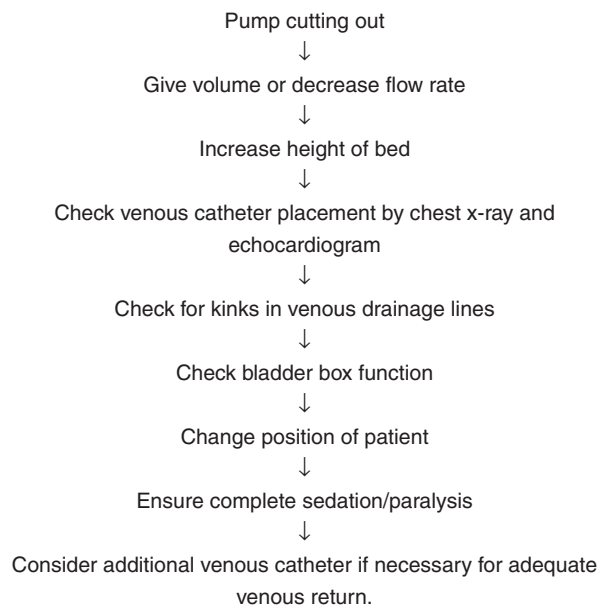 Pump cutting out
↓
Give volume or decrease flow rate
↓
Increase height of bed
↓
Check venous catheter placement by chest x-ray and
echocardiogram
↓
Check for kinks in venous drainage lines
↓
Check bladder box function
↓
Change position of patient
↓
Ensure complete sedation/paralysis
↓
Consider additional venous catheter if necessary for adequate
venous return.